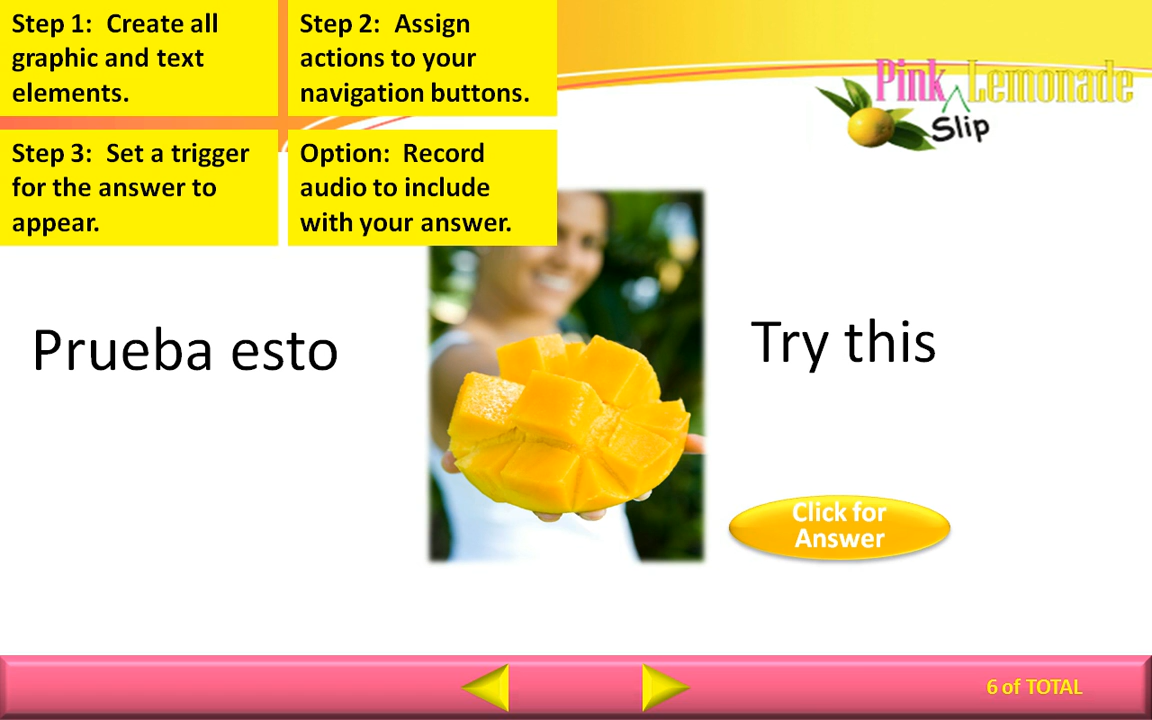 Step 1:  Create all
graphic and text
elements.
Step 2:  Assign
actions to your
navigation buttons.
Step 3:  Set a trigger
for the answer to
appear.
Option:  Record
audio to include
with your answer.
Pink Lemonade
Slip
Prueba esto
Try this
Click for
Answer
6 of TOTAL